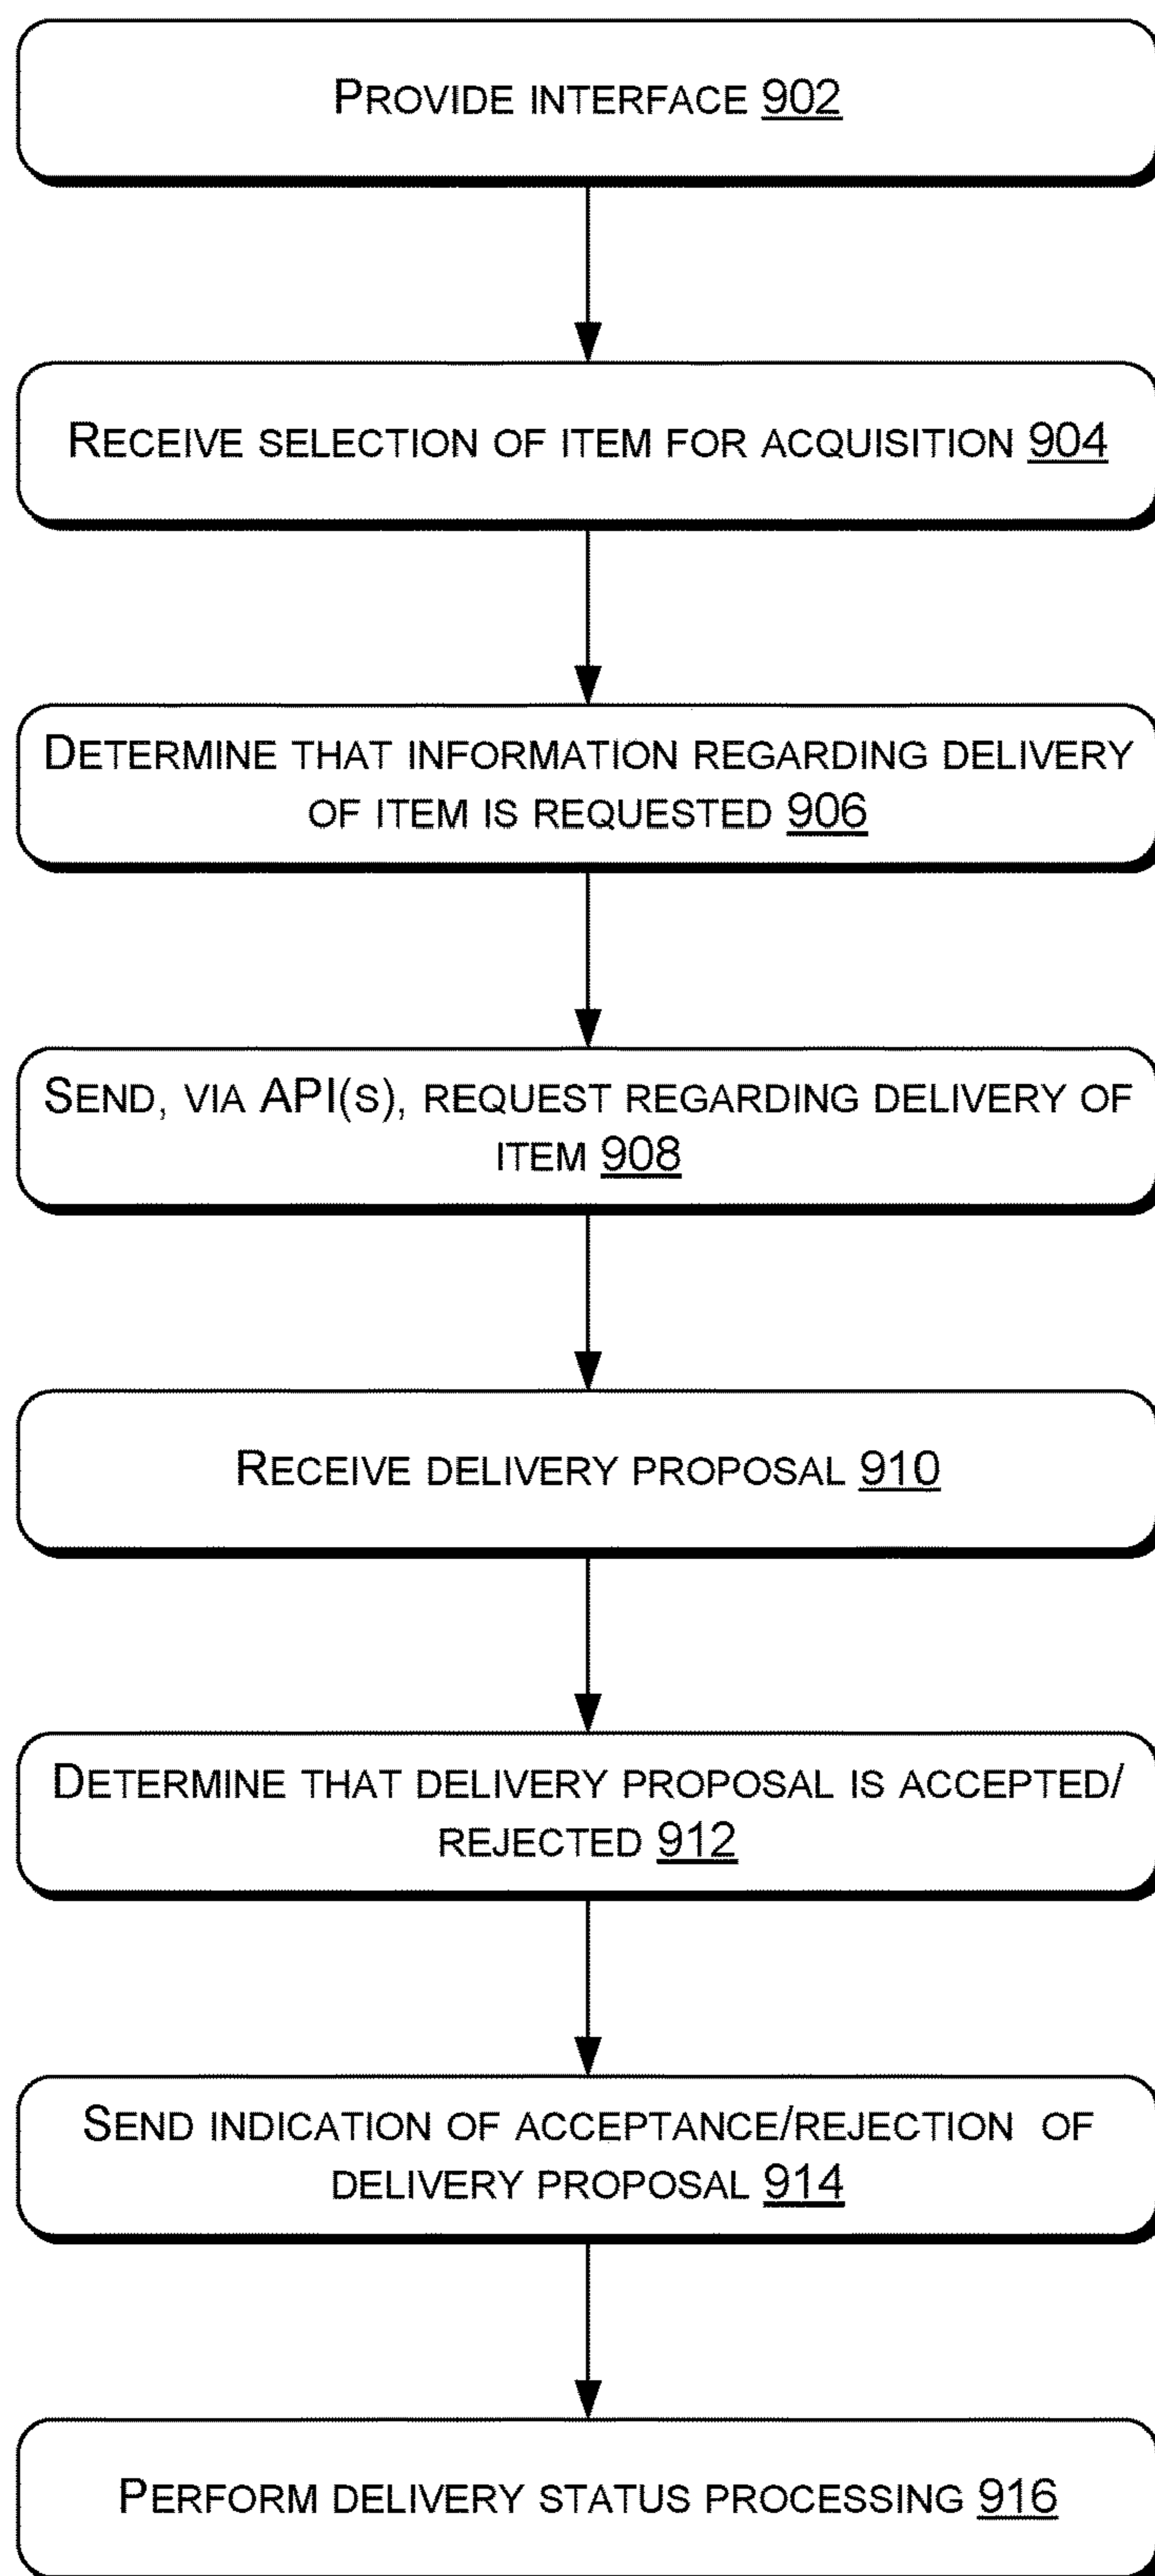 PROVIDE INTERFACE 902
RECEIVE SELECTION OF ITEM FOR ACQUISITION 904
DETERMINE THAT INFORMATION REGARDING DELIVERY
OF ITEM IS REQUESTED 906
SEND, VIA API(S), REQUEST REGARDING DELIVERY OF
ITEM 908
RECEIVE DELIVERY PROPOSAL 910
DETERMINE THAT DELIVERY PROPOSAL IS ACCEPTED/
REJECTED 912
SEND INDICATION OF ACCEPTANCE/REJECTION OF
DELIVERY PROPOSAL 914
PERFORM DELIVERY STATUS PROCESSING 916